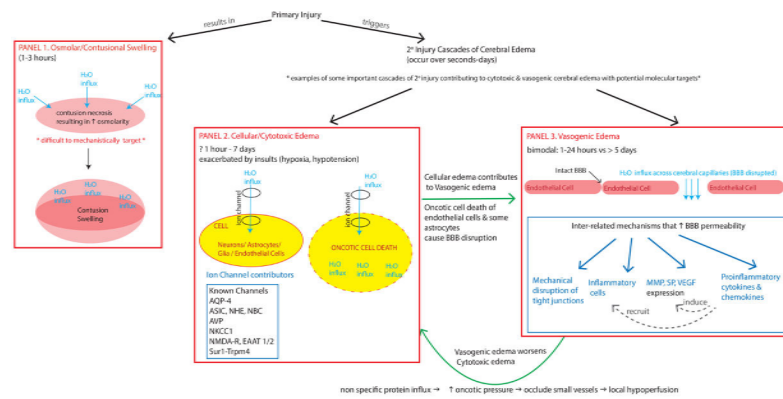 Primary Injury
results in
triggers
PANEL 1. Osmolar/Contusional Swelling
(1-3 hours)
H₂O
influx
H₂O
influx
H₂O
influx
contusion necrosis
resulting in ↑ osmolarity
* difficult to mechanistically target *
H₂O
influx
H₂O
influx
H₂O
influx
Contusion
Swelling
2° Injury Cascades of Cerebral Edema
(occur over seconds-days)
* examples of some important cascades of 2° injury contributing to cytotoxic & vasogenic cerebral edema with potential molecular targets*
PANEL 2. Cellular/Cytotoxic Edema
? 1 hour - 7 days
exacerbated by insults (hypoxia, hypotension)
H₂O
influx
ion channel
CELL
Neurons/ Astrocytes/
Glia / Endothelial Cells
H₂O
influx
ion channel
ONCOTIC CELL DEATH
H₂O
influx
H₂O
influx
H₂O
influx
Ion Channel contributors
Known Channels
AQP-4
ASIC, NHE, NBC
AVP
NKCC1
NMDA-R, EAAT 1/2
Sur1-Trpm4
Cellular edema contributes
to Vasogenic edema
Oncotic cell death of
endothelial cells & some
astrocytes
cause BBB disruption
PANEL 3. Vasogenic Edema
bimodal: 1-24 hours vs > 5 days
Intact BBB
H₂O influx across cerebral capillaries (BBB disrupted)
Endothelial Cell
Endothelial Cell
Endothelial Cell
Inter-related mechanisms that ↑ BBB permeability
Mechanical
disruption of
tight junctions
Inflammatory
cells
MMP, SP, VEGF
expression
Proinflammatory
cytokines &
chemokines
recruit
induce
Vasogenic edema worsens
Cytotoxic edema
non specific protein influx → ↑ oncotic pressure → occlude small vessels → local hypoperfusion